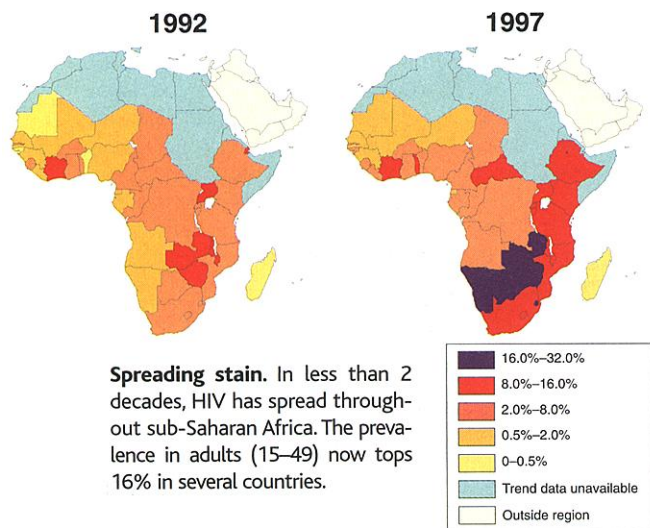 1992
1997
Spreading stain. In less than 2
decades, HIV has spread through-
out sub-Saharan Africa. The preva-
lence in adults (15–49) now tops
16% in several countries.
16.0%–32.0%
8.0%–16.0%
2.0%–8.0%
0.5%–2.0%
0–0.5%
Trend data unavailable
Outside region